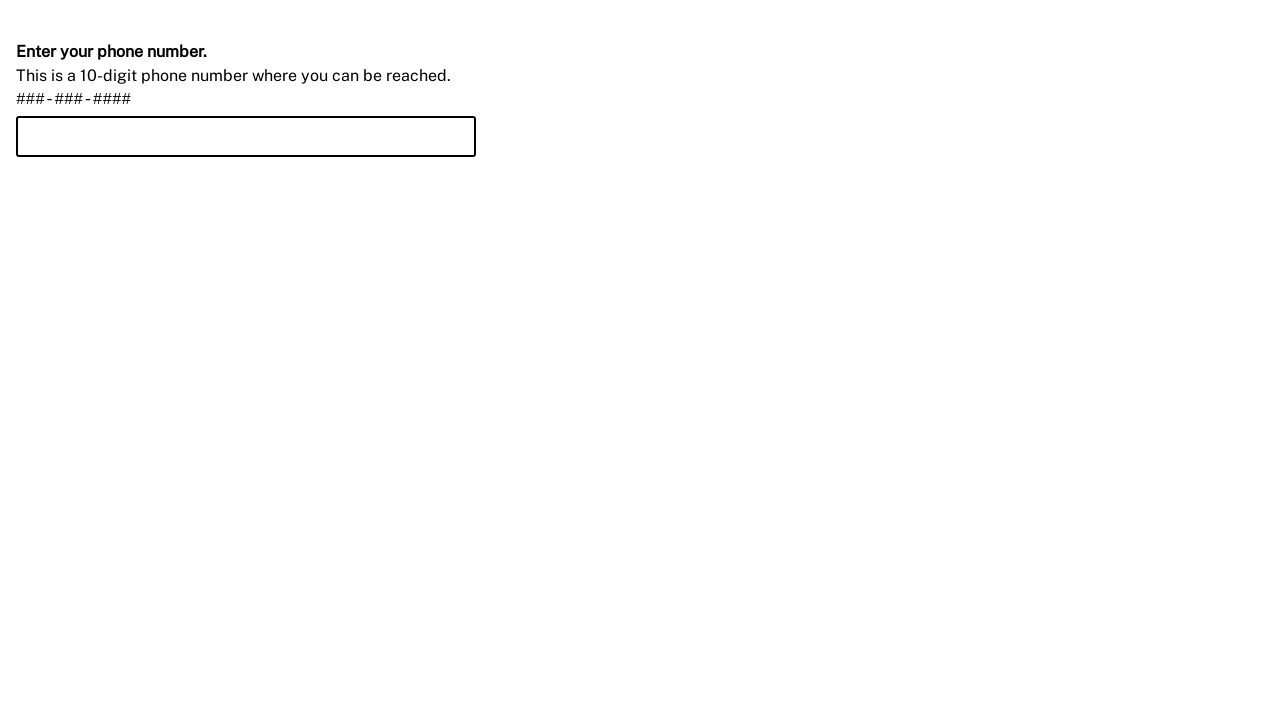 Enter your phone number.
This is a 10-digit phone number where you can be reached.
###-###-####